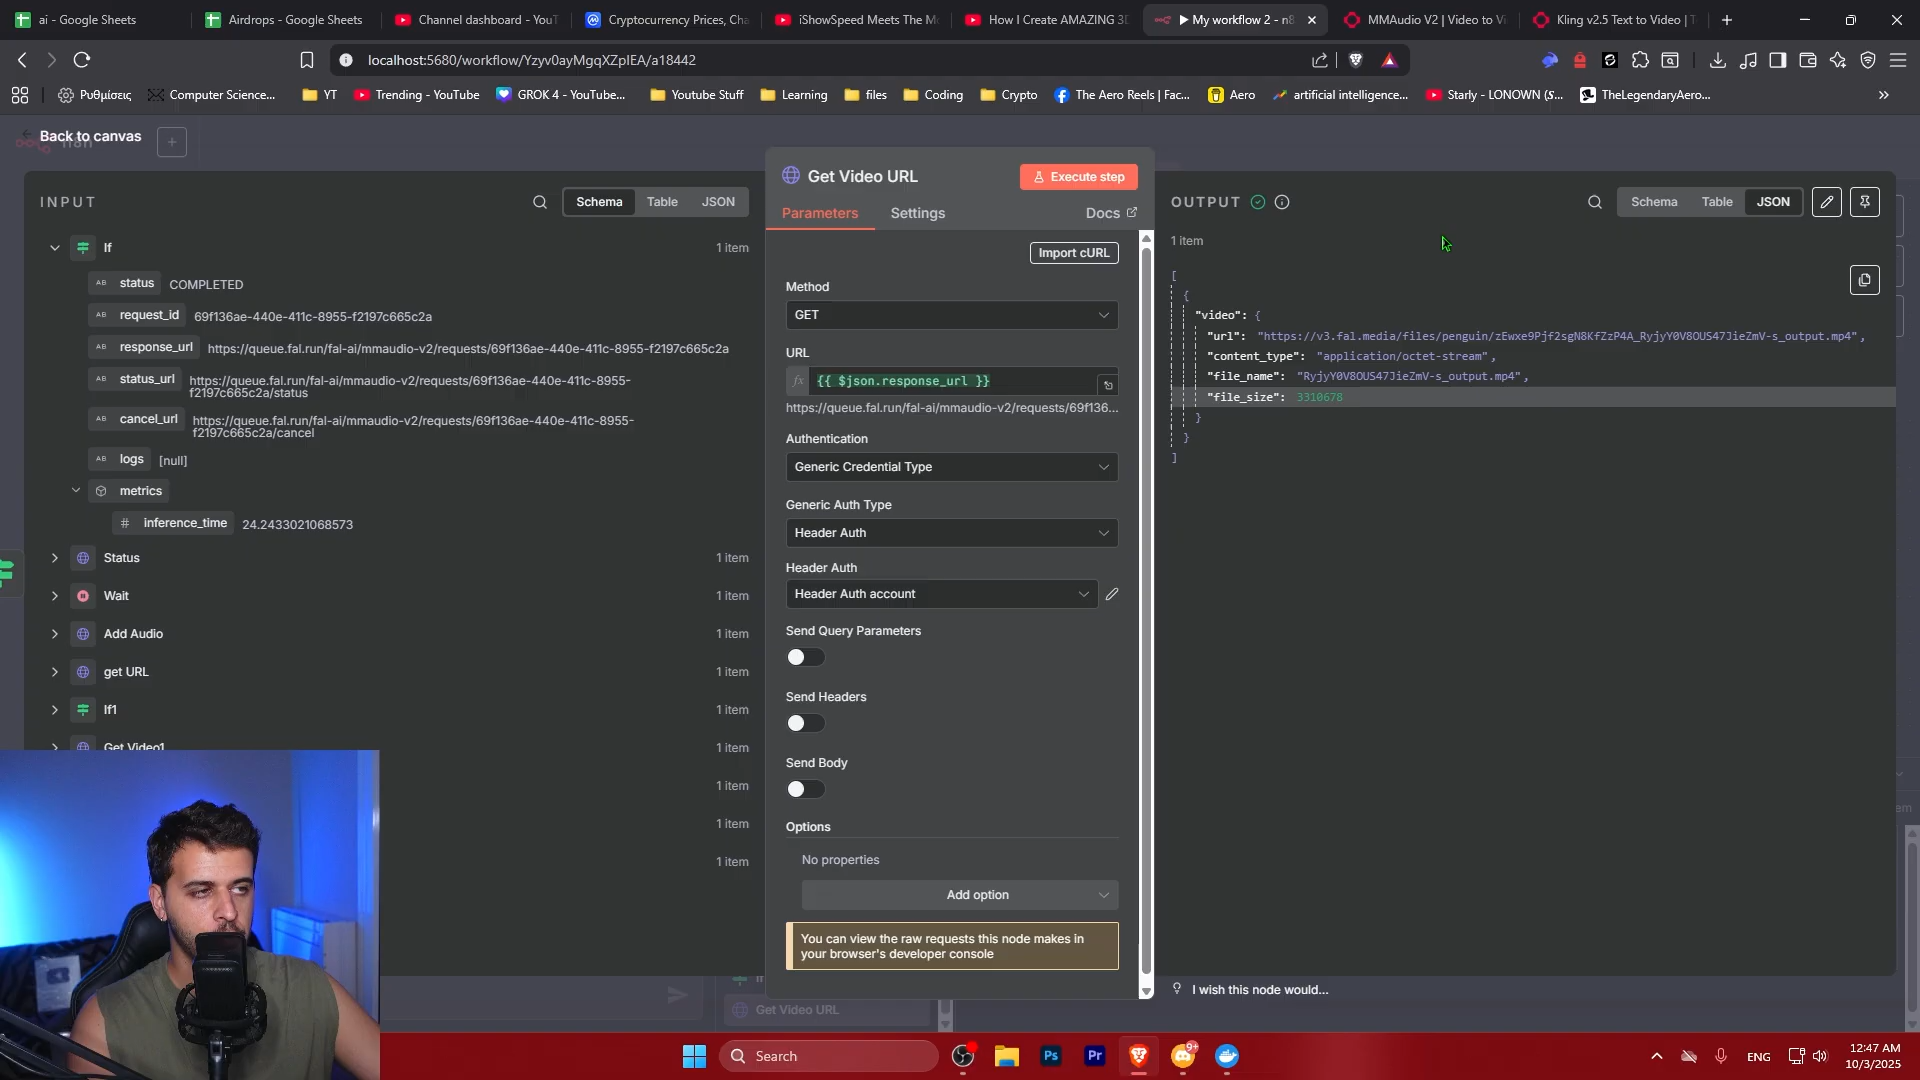 ai - Google Sheets
Airdrops - Google Sheets
Channel dashboard - YouT
Cryptocurrency Prices, Cha
iShowSpeed Meets The Mo
How I Create AMAZING 3D
My workflow 2 - n8
MMAudio V2 | Video to Vi
Kling v2.5 Text to Video | T
localhost:5680/workflow/Yzyv0ayMgqXZpIEA/a18442
Ρυθμίσεις
Computer Science...
YT
Trending - YouTube
GROK 4 - YouTube...
Youtube Stuff
Learning
files
Coding
Crypto
The Aero Reels | Fac...
Aero
artificial intelligence...
Starly - LONOWN (S...
TheLegendaryAero...
Back to canvas
n8n
INPUT
Schema
Table
JSON
If
1 item
status
COMPLETED
request_id
69f136ae-440e-411c-8955-f2197c665c2a
response_url
https://queue.fal.run/fal-ai/mmaudio-v2/requests/69f136ae-440e-411c-8955-f2197c665c2a
status_url
https://queue.fal.run/fal-ai/mmaudio-v2/requests/69f136ae-440e-411c-8955-
f2197c665c2a/status
cancel_url
https://queue.fal.run/fal-ai/mmaudio-v2/requests/69f136ae-440e-411c-8955-
f2197c665c2a/cancel
logs
[null]
metrics
inference_time
24.2433021068573
Status
1 item
Wait
1 item
Add Audio
1 item
get URL
1 item
If1
1 item
Get Video1
1 item
1 item
1 item
1 item
Get Video URL
Execute step
Parameters
Settings
Docs
Import cURL
Method
GET
URL
fx
{{ $json.response_url }}
https://queue.fal.run/fal-ai/mmaudio-v2/requests/69f136...
Authentication
Generic Credential Type
Generic Auth Type
Header Auth
Header Auth
Header Auth account
Send Query Parameters
Send Headers
Send Body
Options
No properties
Add option
You can view the raw requests this node makes in
your browser's developer console
Get Video URL
OUTPUT
Schema
Table
JSON
1 item
[
{
"video": {
"url": "https://v3.fal.media/files/penguin/zEwxe9Pjf2sgN8KfZzP4A_RyjyY0V8OUS47JieZmV-s_output.mp4",
"content_type": "application/octet-stream",
"file_name": "RyjyY0V8OUS47JieZmV-s_output.mp4",
"file_size": 3310678
}
}
]
I wish this node would...
Search
Ps
Pr
9+
ENG
12:47 AM
10/3/2025